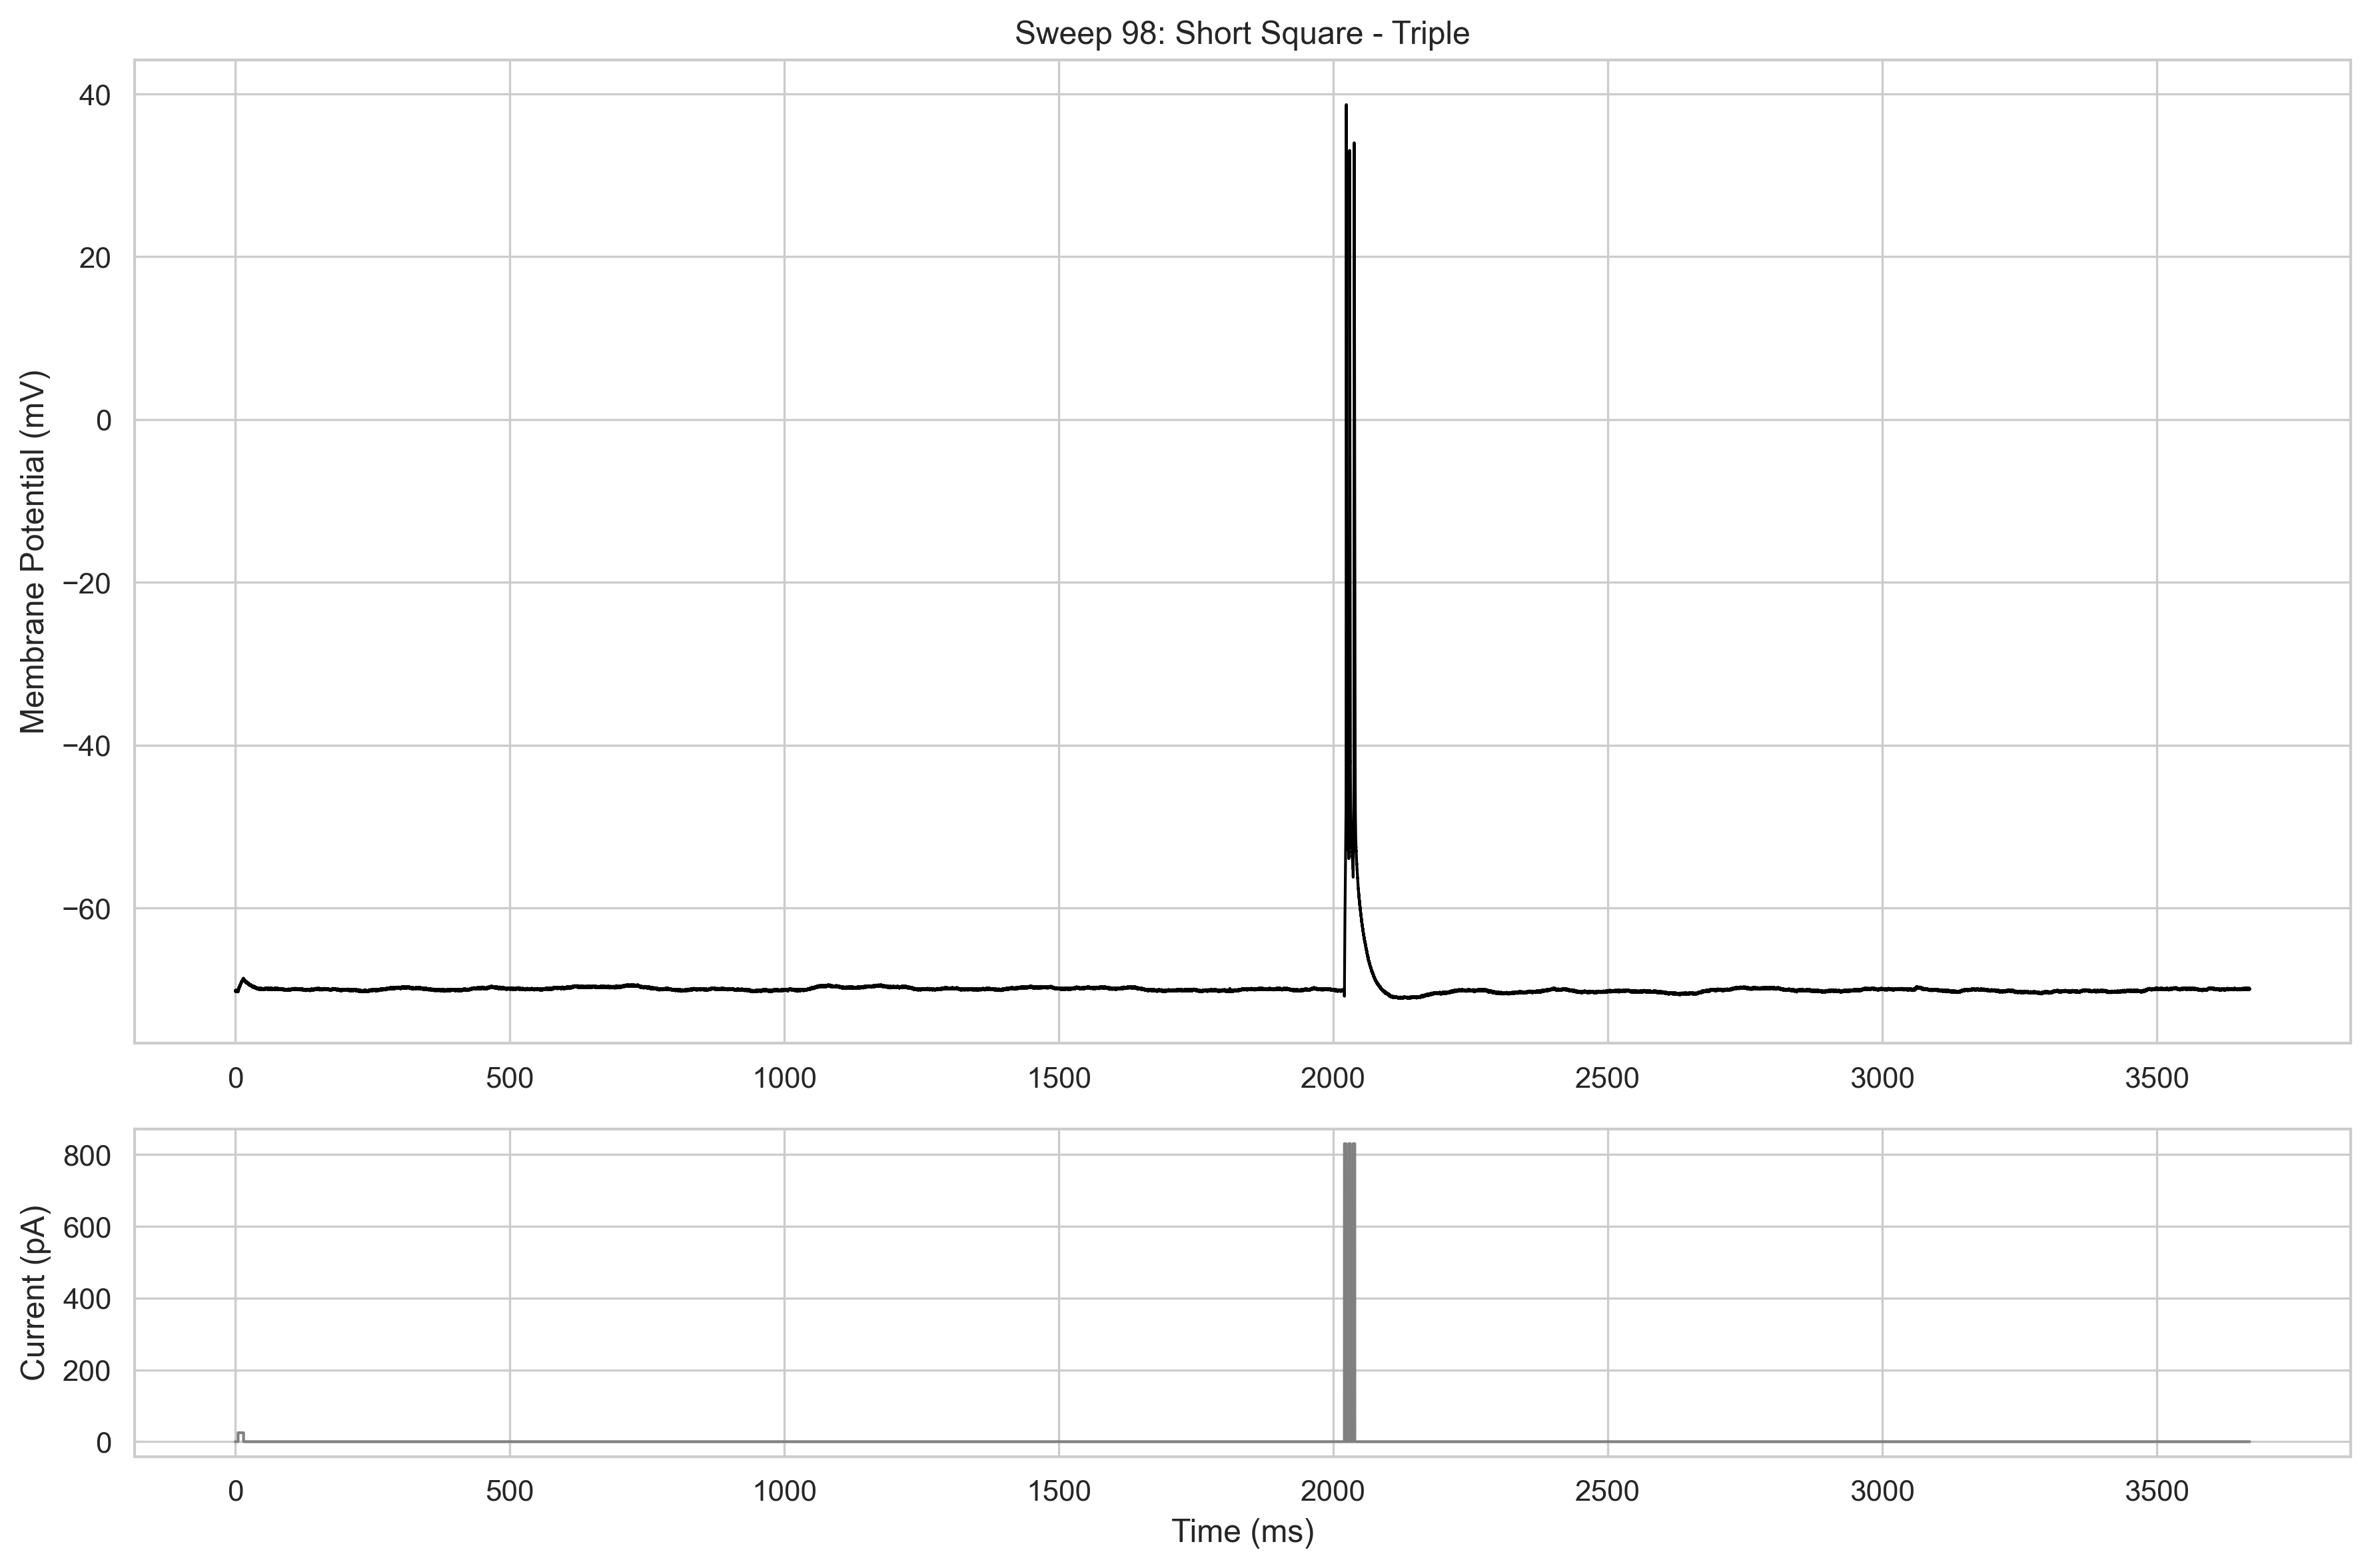 Sweep 98: Short Square - Triple
Membrane Potential (mV)
40
20
0
−20
−40
−60
0 500 1000 1500 2000 2500 3000 3500
Current (pA)
800
600
400
200
0
0 500 1000 1500 2000 2500 3000 3500
Time (ms)